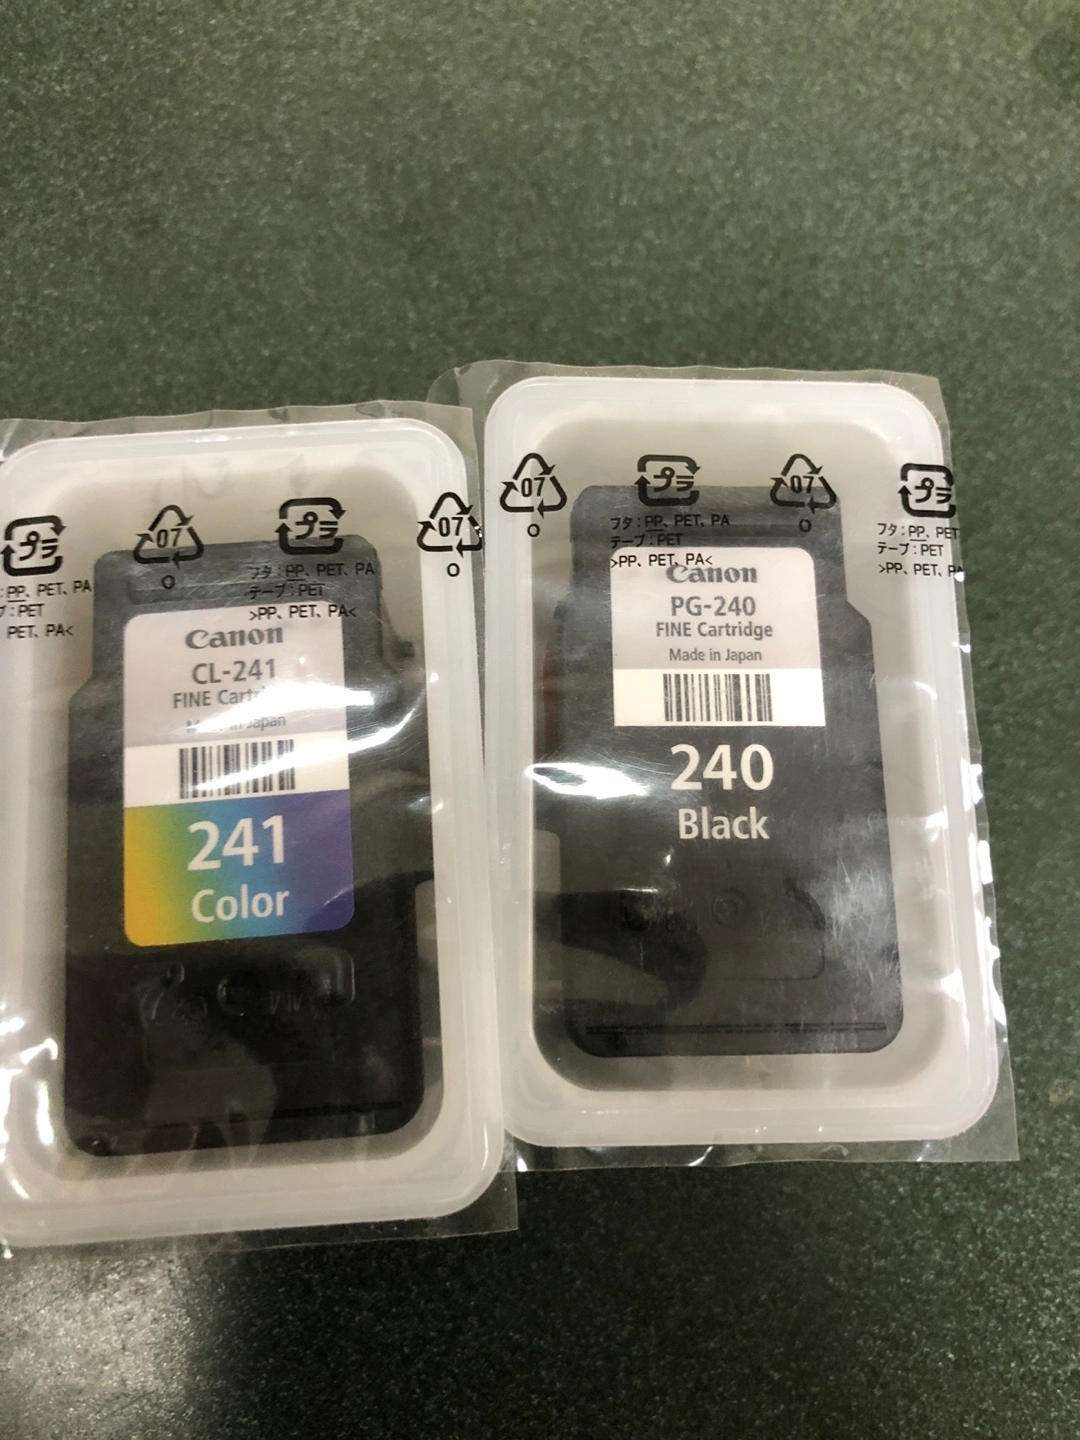 プラ
07
O
プラ
07
O
: PP、PET、PA
プ : PET
PET、PA<
フタ : PP、PET、PA
テープ : PET
>PP、PET、PA<
Canon
CL-241
FINE
Made in Japan
241
Color
07
O
プラ
07
O
プラ
フタ : PP、PET、PA
テープ : PET
>PP、PET、PA<
フタ : PP、PET
テープ : PET
>PP、PET、PA
Canon
PG-240
FINE Cartridge
Made in Japan
240
Black